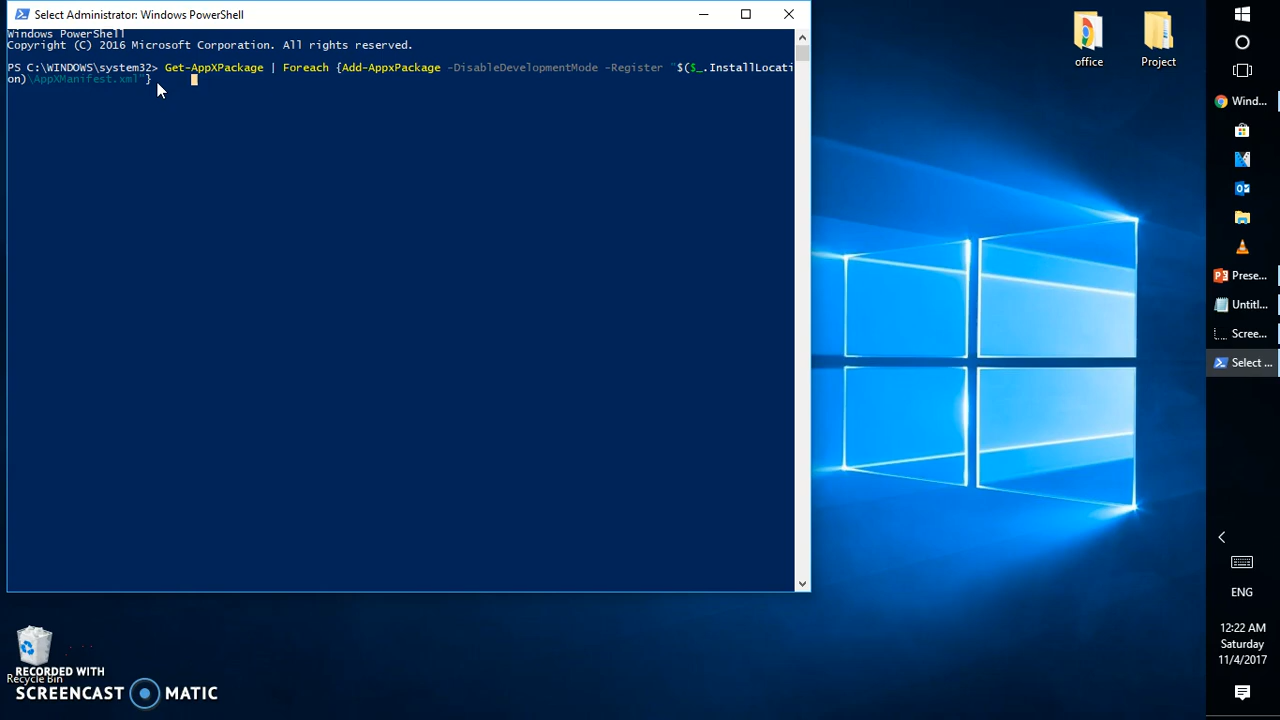 Select Administrator: Windows PowerShell
Windows PowerShell
Copyright (C) 2016 Microsoft Corporation. All rights reserved.
PS C:\WINDOWS\system32> Get-AppXPackage | Foreach {Add-AppxPackage -DisableDevelopmentMode -Register "$($_.InstallLocati
on)\AppXManifest.xml"}
office
Project
Wind...
Prese...
Untitl...
Scree...
Select ...
ENG
12:22 AM
Saturday
11/4/2017
Recycle Bin
RECORDED WITH
SCREENCAST MATIC